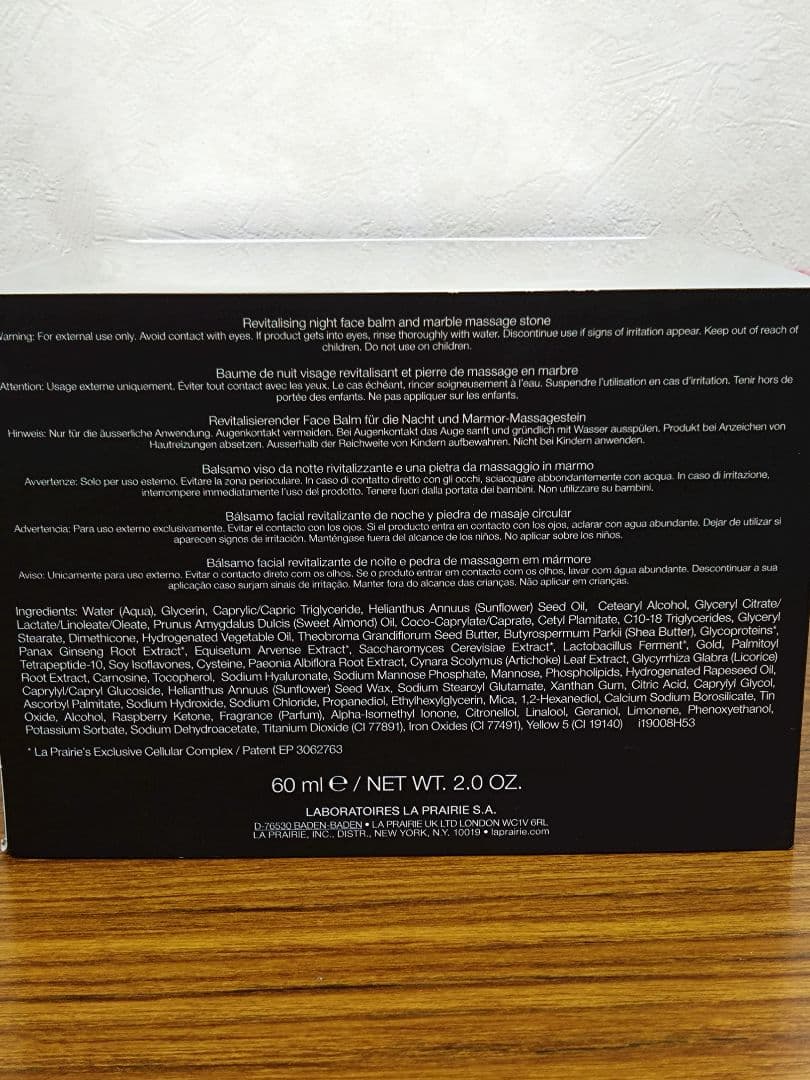 Revitalising night face balm and marble massage stone
Warning: For external use only. Avoid contact with eyes. If product gets into eyes, rinse thoroughly with water. Discontinue use if signs of irritation appear. Keep out of reach of
children. Do not use on children.
Baume de nuit visage revitalisant et pierre de massage en marbre
Attention: Usage externe uniquement. Éviter tout contact avec les yeux. Le cas échéant, rincer soigneusement à l'eau. Suspendre l'utilisation en cas d'irritation. Tenir hors de
portée des enfants. Ne pas appliquer sur les enfants.
Revitalisierender Face Balm für die Nacht und Marmor-Massagestein
Hinweis: Nur für die äusserliche Anwendung. Augenkontakt vermeiden. Bei Augenkontakt das Auge sanft und gründlich mit Wasser ausspülen. Produkt bei Anzeichen von
Hautreizungen absetzen. Ausserhalb der Reichweite von Kindern aufbewahren. Nicht bei Kindern anwenden.
Balsamo viso da notte rivitalizzante e una pietra da massaggio in marmo
Avvertenze: Solo per uso esterno. Evitare la zona perioculare. In caso di contatto diretto con gli occhi, sciacquare abbondantemente con acqua. In caso di irritazione,
interrompere immediatamente l'uso del prodotto. Tenere fuori dalla portata dei bambini. Non utilizzare su bambini.
Bálsamo facial revitalizante de noche y piedra de masaje circular
Advertencia: Para uso externo exclusivamente. Evitar el contacto con los ojos. Si el producto entra en contacto con los ojos, aclarar con agua abundante. Dejar de utilizar si
aparecen signos de irritación. Manténgase fuera del alcance de los niños. No aplicar sobre los niños.
Bálsamo facial revitalizante de noite e pedra de massagem em mármore
Aviso: Unicamente para uso externo. Evitar o contacto direto com os olhos. Se o produto entrar em contacto com os olhos, lavar com água abundante. Descontinuar a sua
aplicação caso surjam sinais de irritação. Manter fora do alcance das crianças. Não aplicar em crianças.
Ingredients: Water (Aqua), Glycerin, Caprylic/Capric Triglyceride, Helianthus Annuus (Sunflower) Seed Oil, Cetearyl Alcohol, Glyceryl Citrate/
Lactate/Linoleate/Oleate, Prunus Amygdalus Dulcis (Sweet Almond) Oil, Coco-Caprylate/Caprate, Cetyl Plamitate, C10-18 Triglycerides, Glyceryl
Stearate, Dimethicone, Hydrogenated Vegetable Oil, Theobroma Grandiflorum Seed Butter, Butyrospermum Parkii (Shea Butter), Glycoproteins*,
Panax Ginseng Root Extract*, Equisetum Arvense Extract*, Saccharomyces Cerevisiae Extract*, Lactobacillus Ferment*, Gold, Palmitoyl
Tetrapeptide-10, Soy Isoflavones, Cysteine, Paeonia Albiflora Root Extract, Cynara Scolymus (Artichoke) Leaf Extract, Glycyrrhiza Glabra (Licorice)
Root Extract, Carnosine, Tocopherol, Sodium Hyaluronate, Sodium Mannose Phosphate, Mannose, Phospholipids, Hydrogenated Rapeseed Oil,
Caprylyl/Capryl Glucoside, Helianthus Annuus (Sunflower) Seed Wax, Sodium Stearoyl Glutamate, Xanthan Gum, Citric Acid, Caprylyl Glycol,
Ascorbyl Palmitate, Sodium Hydroxide, Sodium Chloride, Propanediol, Ethylhexylglycerin, Mica, 1,2-Hexanediol, Calcium Sodium Borosilicate, Tin
Oxide, Alcohol, Raspberry Ketone, Fragrance (Parfum), Alpha-Isomethyl Ionone, Citronellol, Linalool, Geraniol, Limonene, Phenoxyethanol,
Potassium Sorbate, Sodium Dehydroacetate, Titanium Dioxide (CI 77891), Iron Oxides (CI 77491), Yellow 5 (CI 19140) i19008H53
* La Prairie's Exclusive Cellular Complex / Patent EP 3062763
60 ml ℮ / NET WT. 2.0 OZ.
LABORATOIRES LA PRAIRIE S.A.
D-76530 BADEN-BADEN • LA PRAIRIE UK LTD LONDON WC1V 6RL
LA PRAIRIE, INC., DISTR., NEW YORK, N.Y. 10019 • laprairie.com